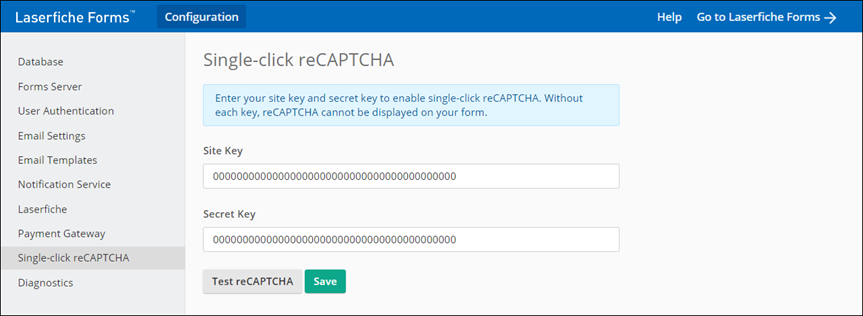 Laserfiche Forms™ Configuration Help Go to Laserfiche Forms →
Database
Forms Server
User Authentication
Email Settings
Email Templates
Notification Service
Laserfiche
Payment Gateway
Single-click reCAPTCHA
Diagnostics
Single-click reCAPTCHA
Enter your site key and secret key to enable single-click reCAPTCHA. Without
each key, reCAPTCHA cannot be displayed on your form.
Site Key
0000000000000000000000000000000000000000
Secret Key
0000000000000000000000000000000000000000
Test reCAPTCHA Save